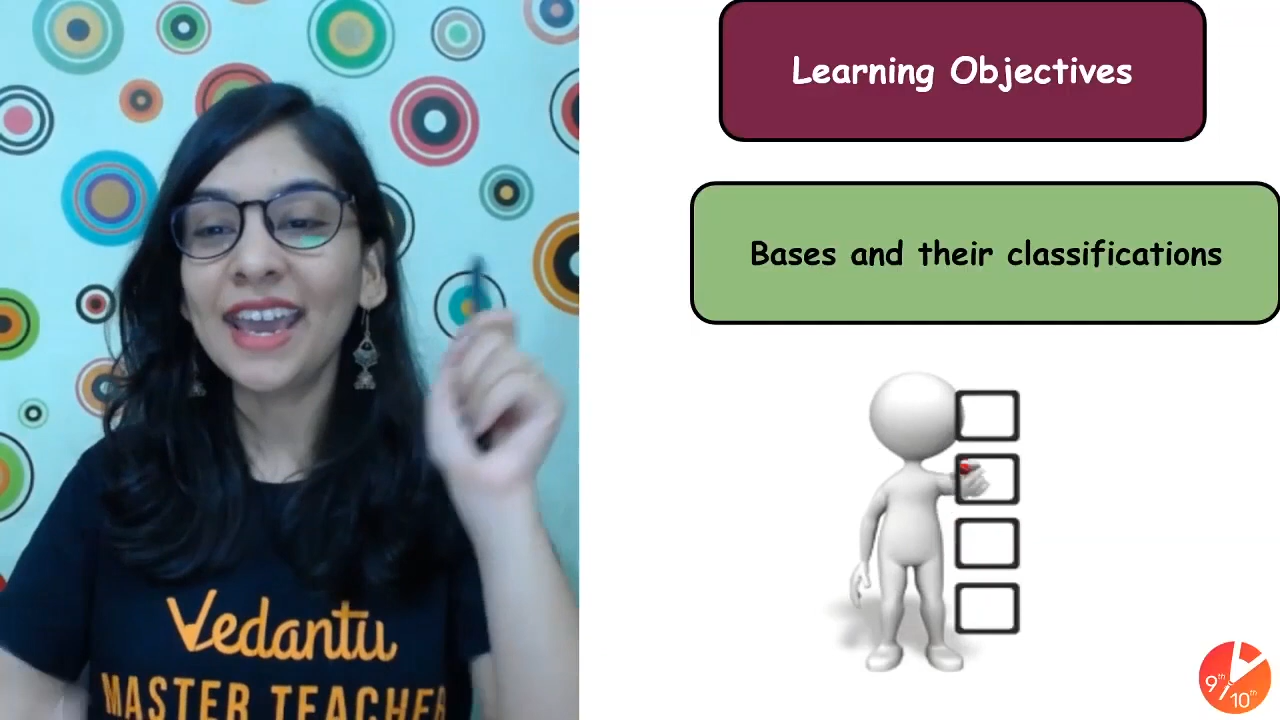 Learning Objectives
Bases and their classifications
Vedantu
MASTER TEACHER
9th
10th